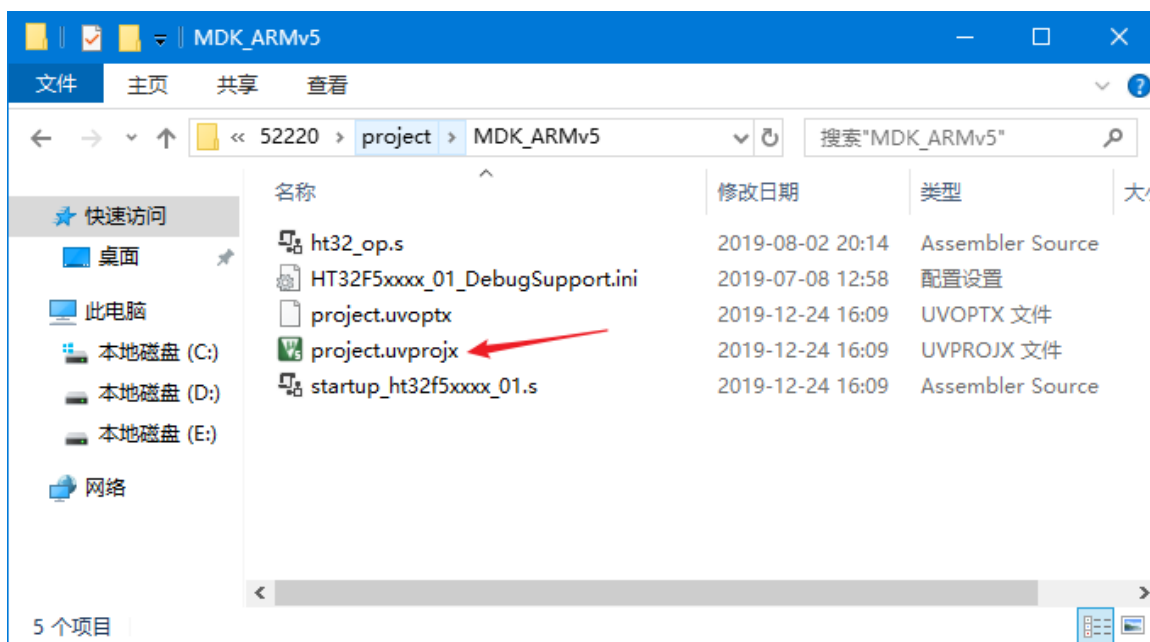 MDK_ARMv5
文件 主页 共享 查看
« 52220 › project › MDK_ARMv5 搜索"MDK_ARMv5"
名称 修改日期 类型
快速访问
桌面
此电脑
本地磁盘 (C:)
本地磁盘 (D:)
本地磁盘 (E:)
网络
ht32_op.s 2019-08-02 20:14 Assembler Source
HT32F5xxxx_01_DebugSupport.ini 2019-07-08 12:58 配置设置
project.uvoptx 2019-12-24 16:09 UVOPTX 文件
project.uvprojx 2019-12-24 16:09 UVPROJX 文件
startup_ht32f5xxxx_01.s 2019-12-24 16:09 Assembler Source
5 个项目